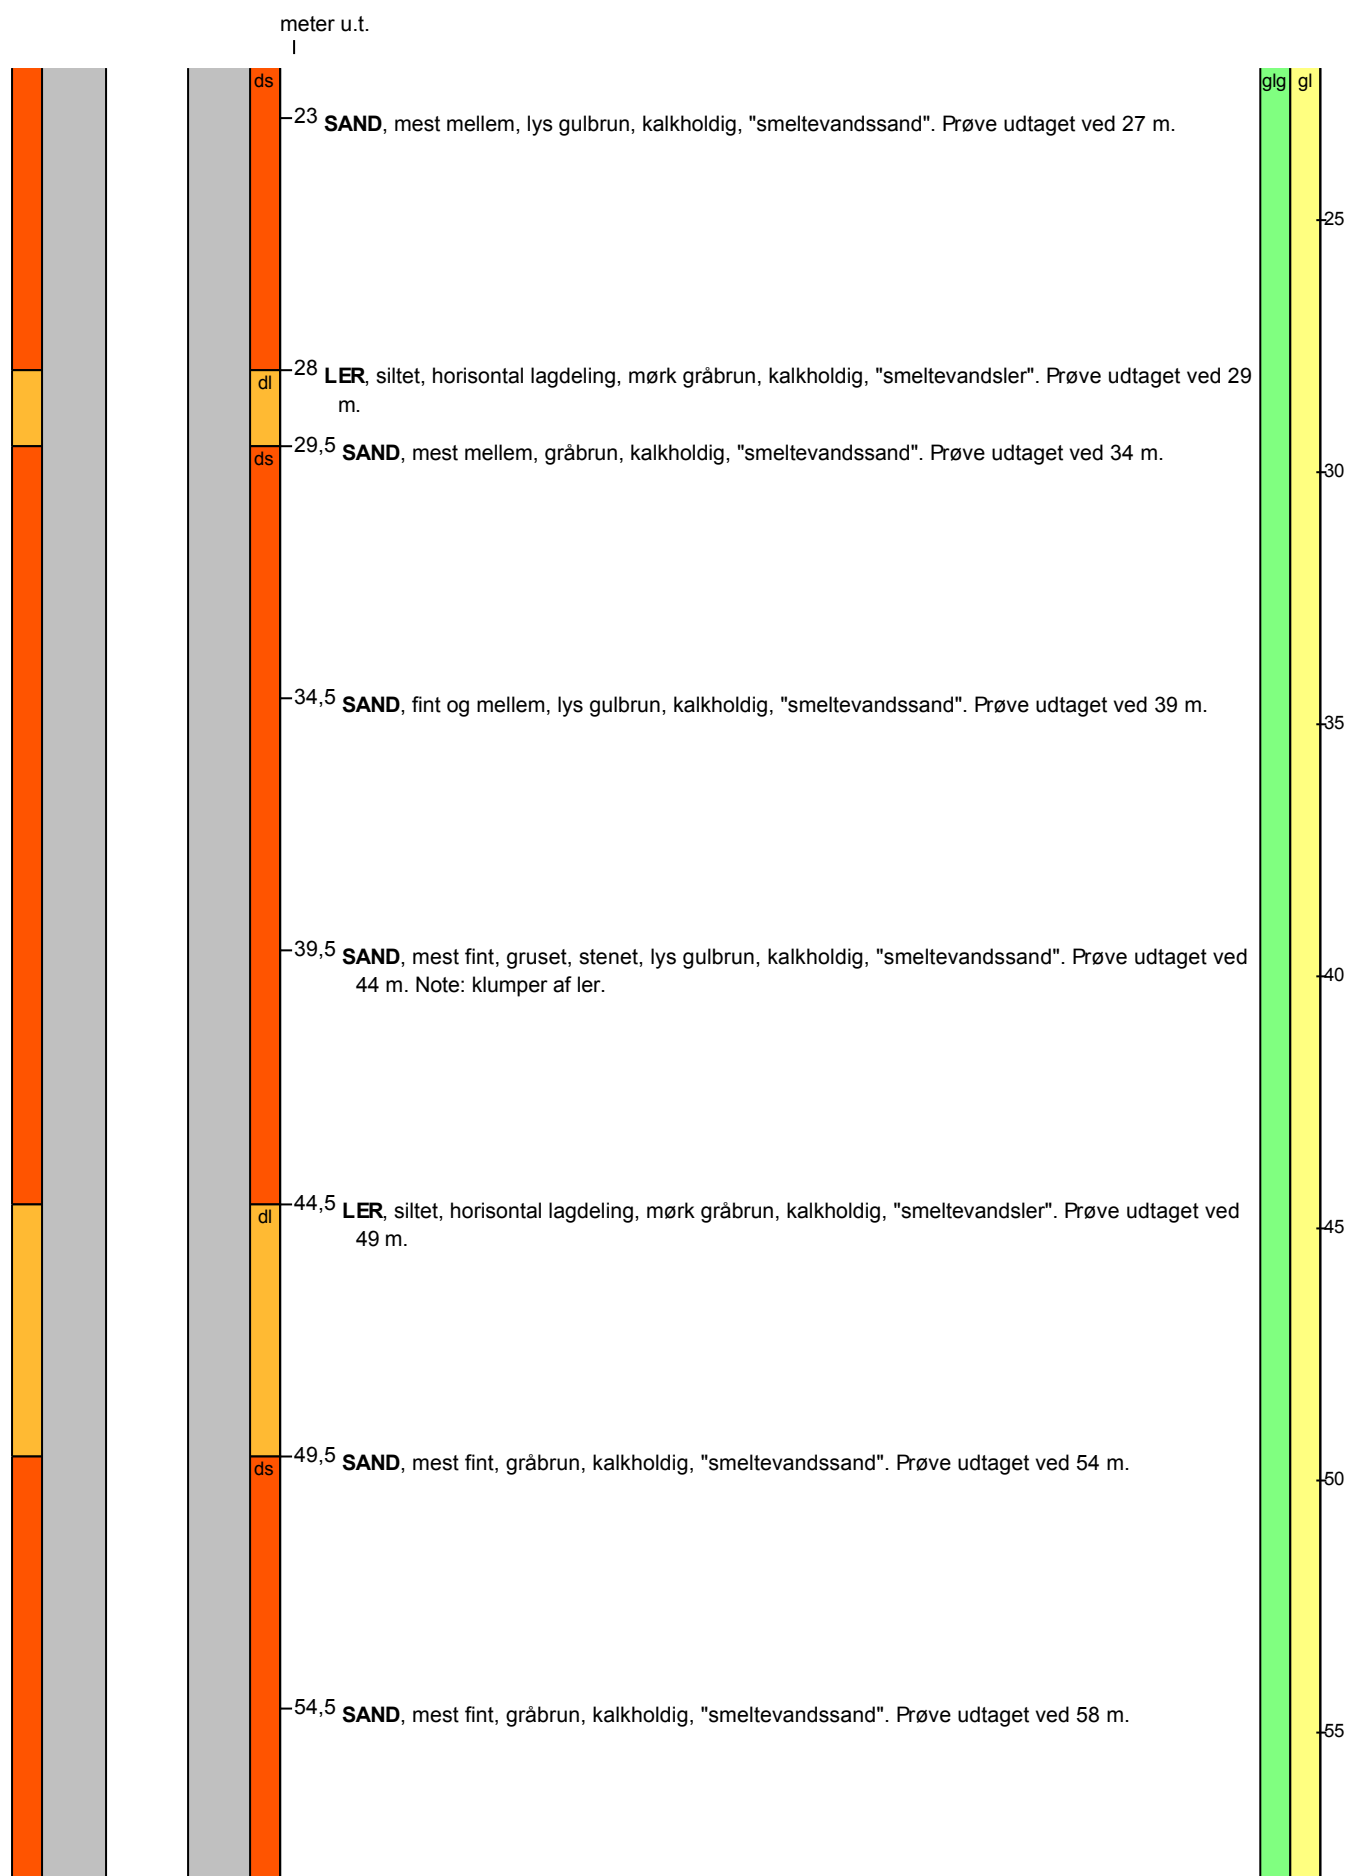 meter u.t.
ds
glg gl
23 SAND, mest mellem, lys gulbrun, kalkholdig, "smeltevandssand". Prøve udtaget ved 27 m.
25
28 LER, siltet, horisontal lagdeling, mørk gråbrun, kalkholdig, "smeltevandsler". Prøve udtaget ved 29
dl
m.
29,5 SAND, mest mellem, gråbrun, kalkholdig, "smeltevandssand". Prøve udtaget ved 34 m.
ds
30
34,5 SAND, fint og mellem, lys gulbrun, kalkholdig, "smeltevandssand". Prøve udtaget ved 39 m.
35
39,5 SAND, mest fint, gruset, stenet, lys gulbrun, kalkholdig, "smeltevandssand". Prøve udtaget ved
44 m. Note: klumper af ler.
40
44,5 LER, siltet, horisontal lagdeling, mørk gråbrun, kalkholdig, "smeltevandsler". Prøve udtaget ved
dl
49 m.
45
49,5 SAND, mest fint, gråbrun, kalkholdig, "smeltevandssand". Prøve udtaget ved 54 m.
ds
50
54,5 SAND, mest fint, gråbrun, kalkholdig, "smeltevandssand". Prøve udtaget ved 58 m.
55